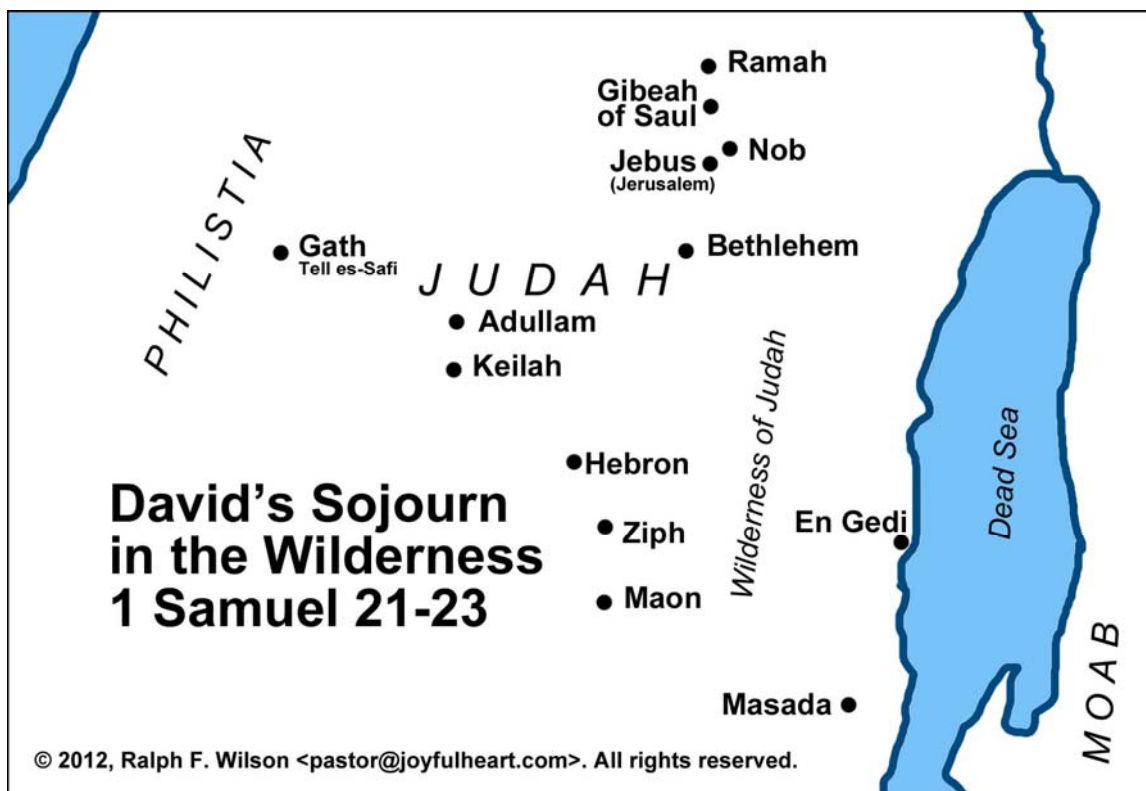 Ramah
Gibeah
of Saul
Nob
Jebus
(Jerusalem)
PHILISTIA
Gath
Tell es-Safi
Bethlehem
JUDAH
Adullam
Keilah
Wilderness of Judah
Dead Sea
Hebron
David's Sojourn
in the Wilderness
1 Samuel 21-23
Ziph
En Gedi
Maon
MOAB
Masada
© 2012, Ralph F. Wilson <pastor@joyfulheart.com>. All rights reserved.